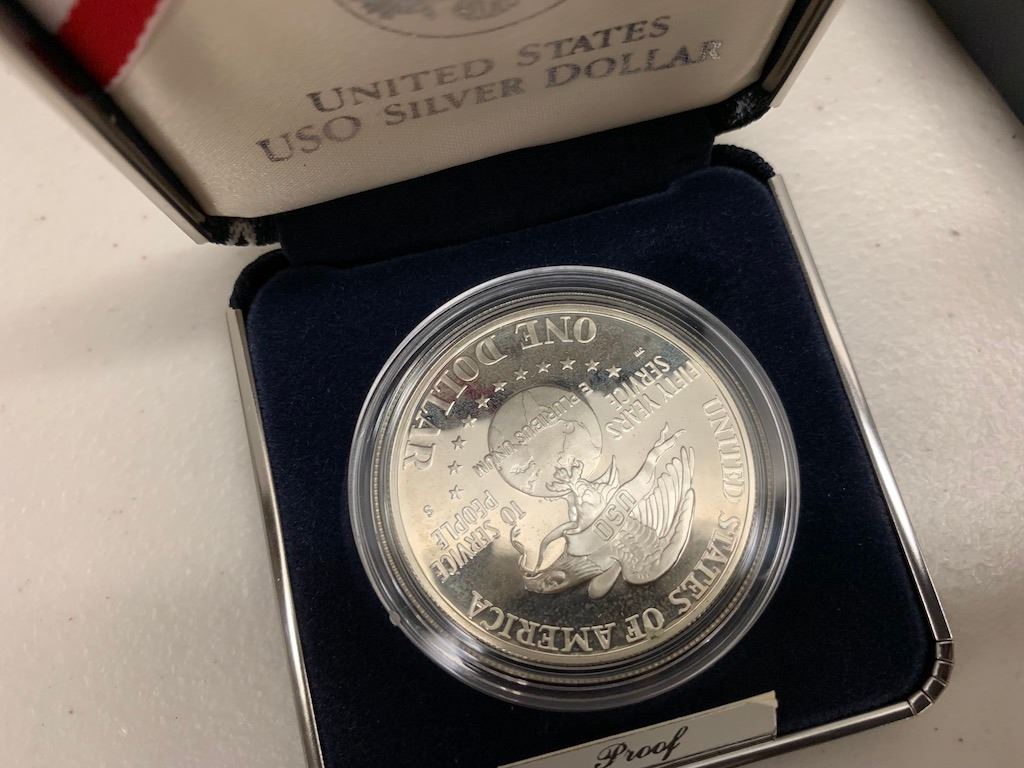 UNITED STATES
USO SILVER DOLLAR
UNITED STATES OF AMERICA
FIFTY YEARS
SERVICE
TO SERVICE
PEOPLE
USO
E PLURIBUS UNUM
S
ONE DOLLAR
Proof